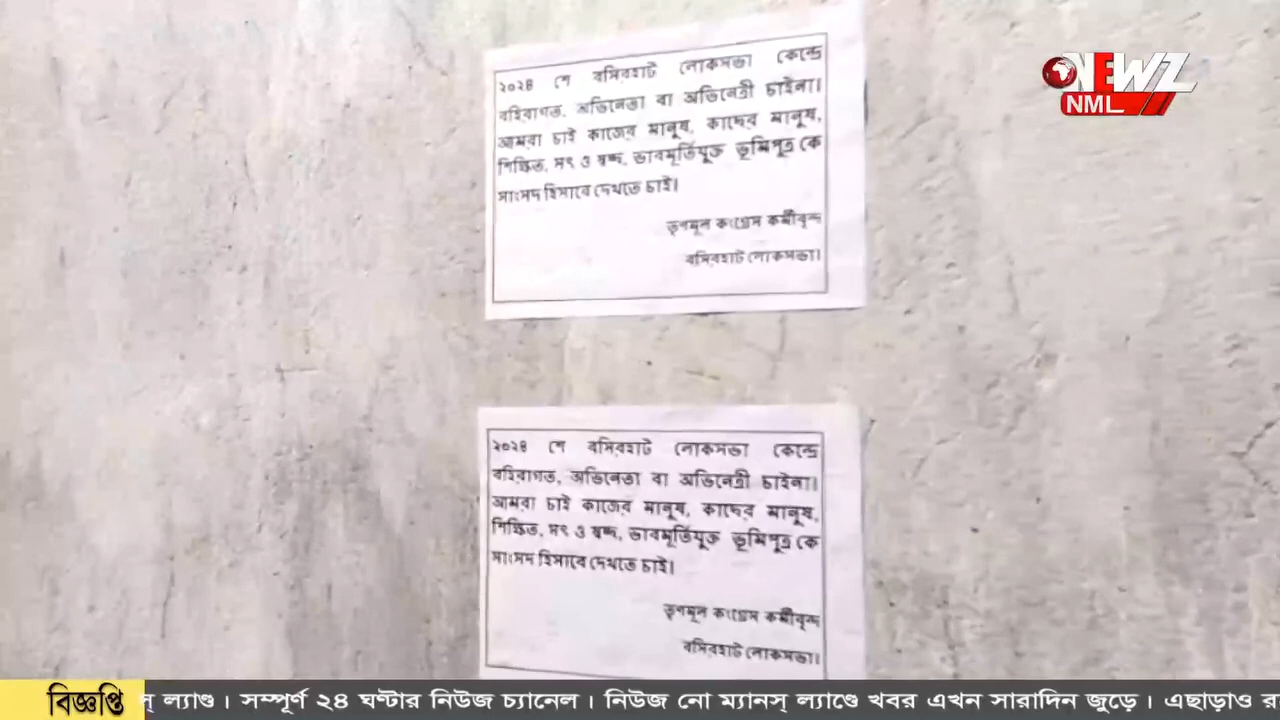 ২০২৪ শে বসিরহাট লোকসভা কেন্দ্রে
বহিরাগত, অভিনেতা বা অভিনেত্রী চাইনা।
আমরা চাই কাজের মানুষ, কাছের মানুষ,
শিক্ষিত, সৎ ও স্বচ্ছ, ভাবমূর্তিযুক্ত ভূমিপুত্র কে
সাংসদ হিসাবে দেখতে চাই।
তৃণমূল কংগ্রেস কর্মীবৃন্দ
বসিরহাট লোকসভা।
NEWZ
NML
২০২৪ শে বসিরহাট লোকসভা কেন্দ্রে
বহিরাগত, অভিনেতা বা অভিনেত্রী চাইনা।
আমরা চাই কাজের মানুষ, কাছের মানুষ,
শিক্ষিত, সৎ ও স্বচ্ছ, ভাবমূর্তিযুক্ত ভূমিপুত্র কে
সাংসদ হিসাবে দেখতে চাই।
তৃণমূল কংগ্রেস কর্মীবৃন্দ
বসিরহাট লোকসভা।
বিজ্ঞপ্তি
ল্যাণ্ড। সম্পূর্ণ ২৪ ঘণ্টার নিউজ চ্যানেল। নিউজ নো ম্যানস্ ল্যাণ্ডে খবর এখন সারাদিন জুড়ে। এছাড়াও